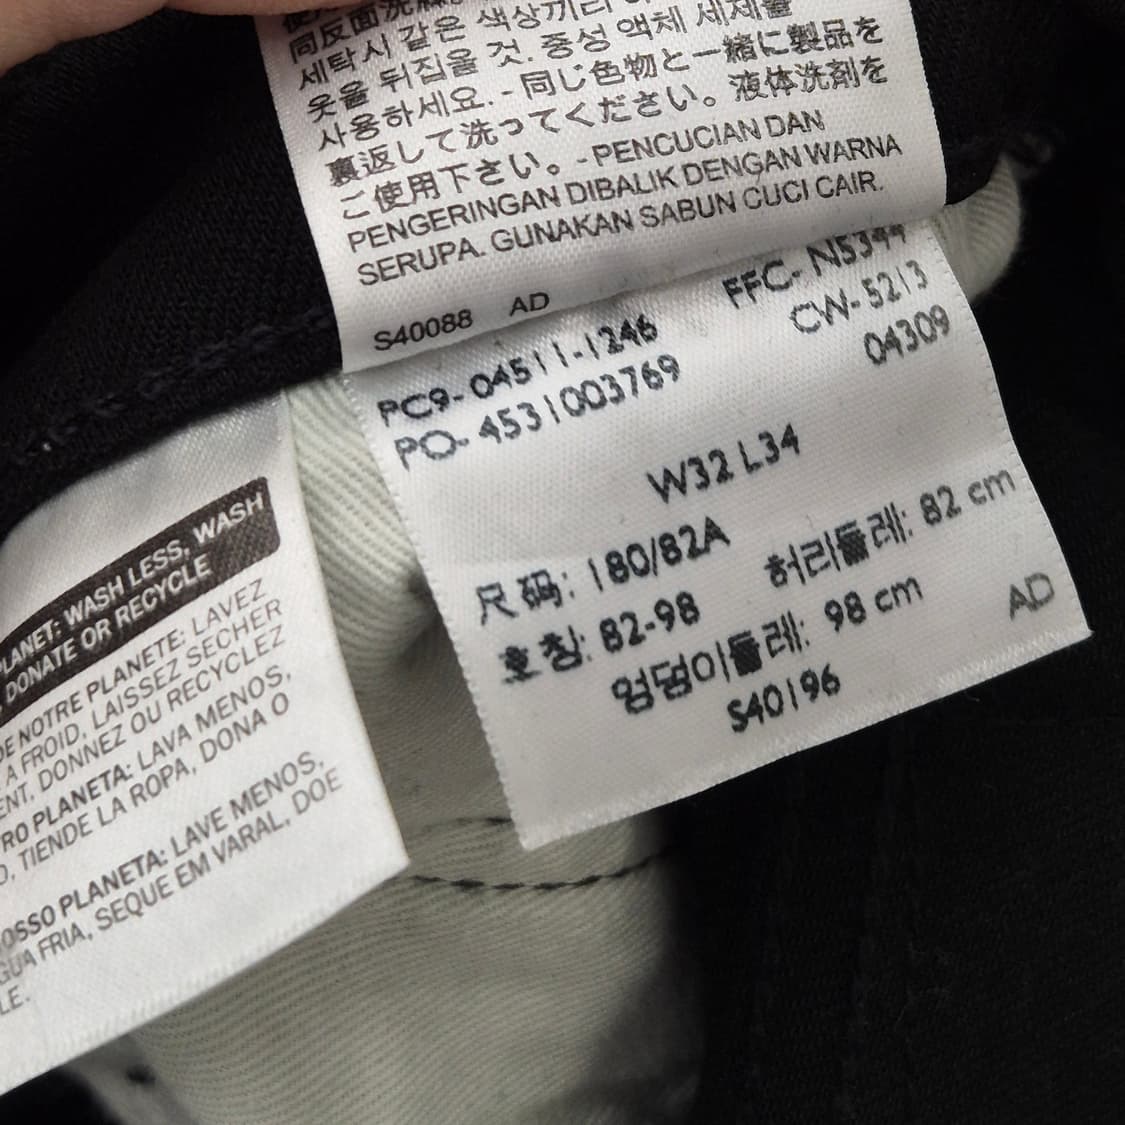 同反面洗
세탁시 같은 색상끼리
옷을 뒤집을 것. 중성 액체 세제를
사용하세요. - 同じ色物と一緒に製品を
裏返して洗ってください。液体洗剤を
ご使用下さい。- PENCUCIAN DAN
PENGERINGAN DIBALIK DENGAN WARNA
SERUPA. GUNAKAN SABUN CUCI CAIR.
S40088 AD
FFC- N5344
PC9- 04511-1246 CW-5213
PO- 4531003769 04309
W32 L34
尺码: 180/82A 허리둘레: 82 cm
호칭: 82-98 엉덩이둘레: 98 cm
S40196 AD
LANET: WASH LESS, WASH
DONATE OR RECYCLE
DE NOTRE PLANETE: LAVEZ
A FROID, LAISSEZ SECHER
ENT, DONNEZ OU RECYCLEZ
RO PLANETA: LAVA MENOS,
O, TIENDE LA ROPA, DONA O
OSSO PLANETA: LAVE MENOS,
GUA FRIA, SEQUE EM VARAL, DOE
LE.